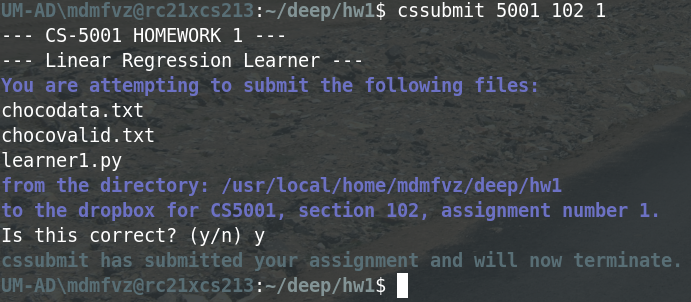 UM-AD\mdmfvz@rc21xcs213:~/deep/hw1$ cssubmit 5001 102 1
--- CS-5001 HOMEWORK 1 ---
--- Linear Regression Learner ---
You are attempting to submit the following files:
chocodata.txt
chocovalid.txt
learner1.py
from the directory: /usr/local/home/mdmfvz/deep/hw1
to the dropbox for CS5001, section 102, assignment number 1.
Is this correct? (y/n) y
cssubmit has submitted your assignment and will now terminate.
UM-AD\mdmfvz@rc21xcs213:~/deep/hw1$